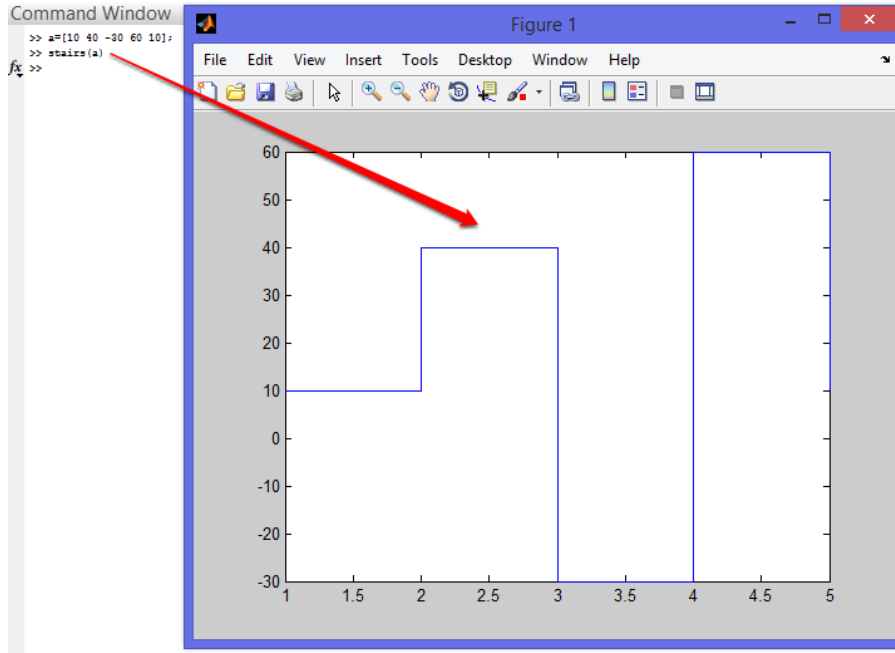 Command Window
>> a=[10 40 -30 60 10];
>> stairs(a)
fx >>
Figure 1
File Edit View Insert Tools Desktop Window Help
60
50
40
30
20
10
0
-10
-20
-30
1 1.5 2 2.5 3 3.5 4 4.5 5